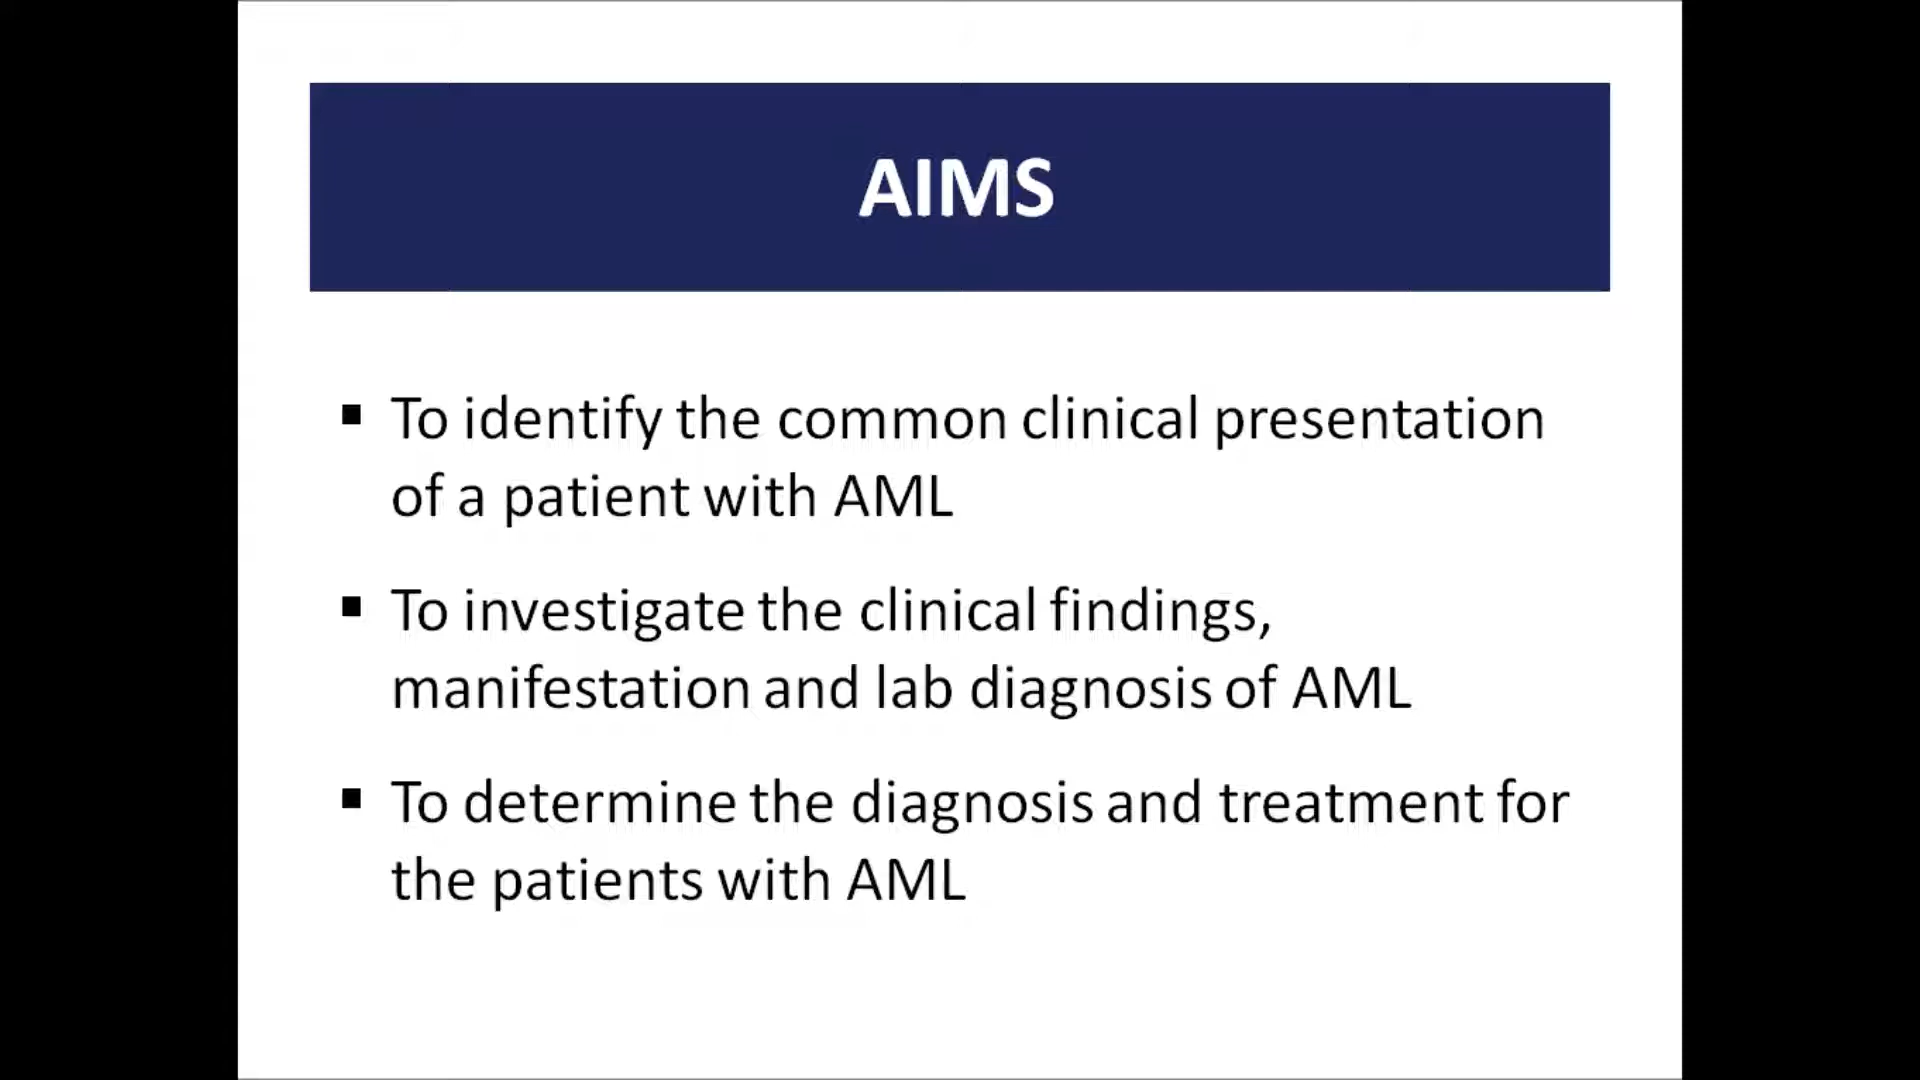 AIMS
▪ To identify the common clinical presentation
of a patient with AML
▪ To investigate the clinical findings,
manifestation and lab diagnosis of AML
▪ To determine the diagnosis and treatment for
the patients with AML